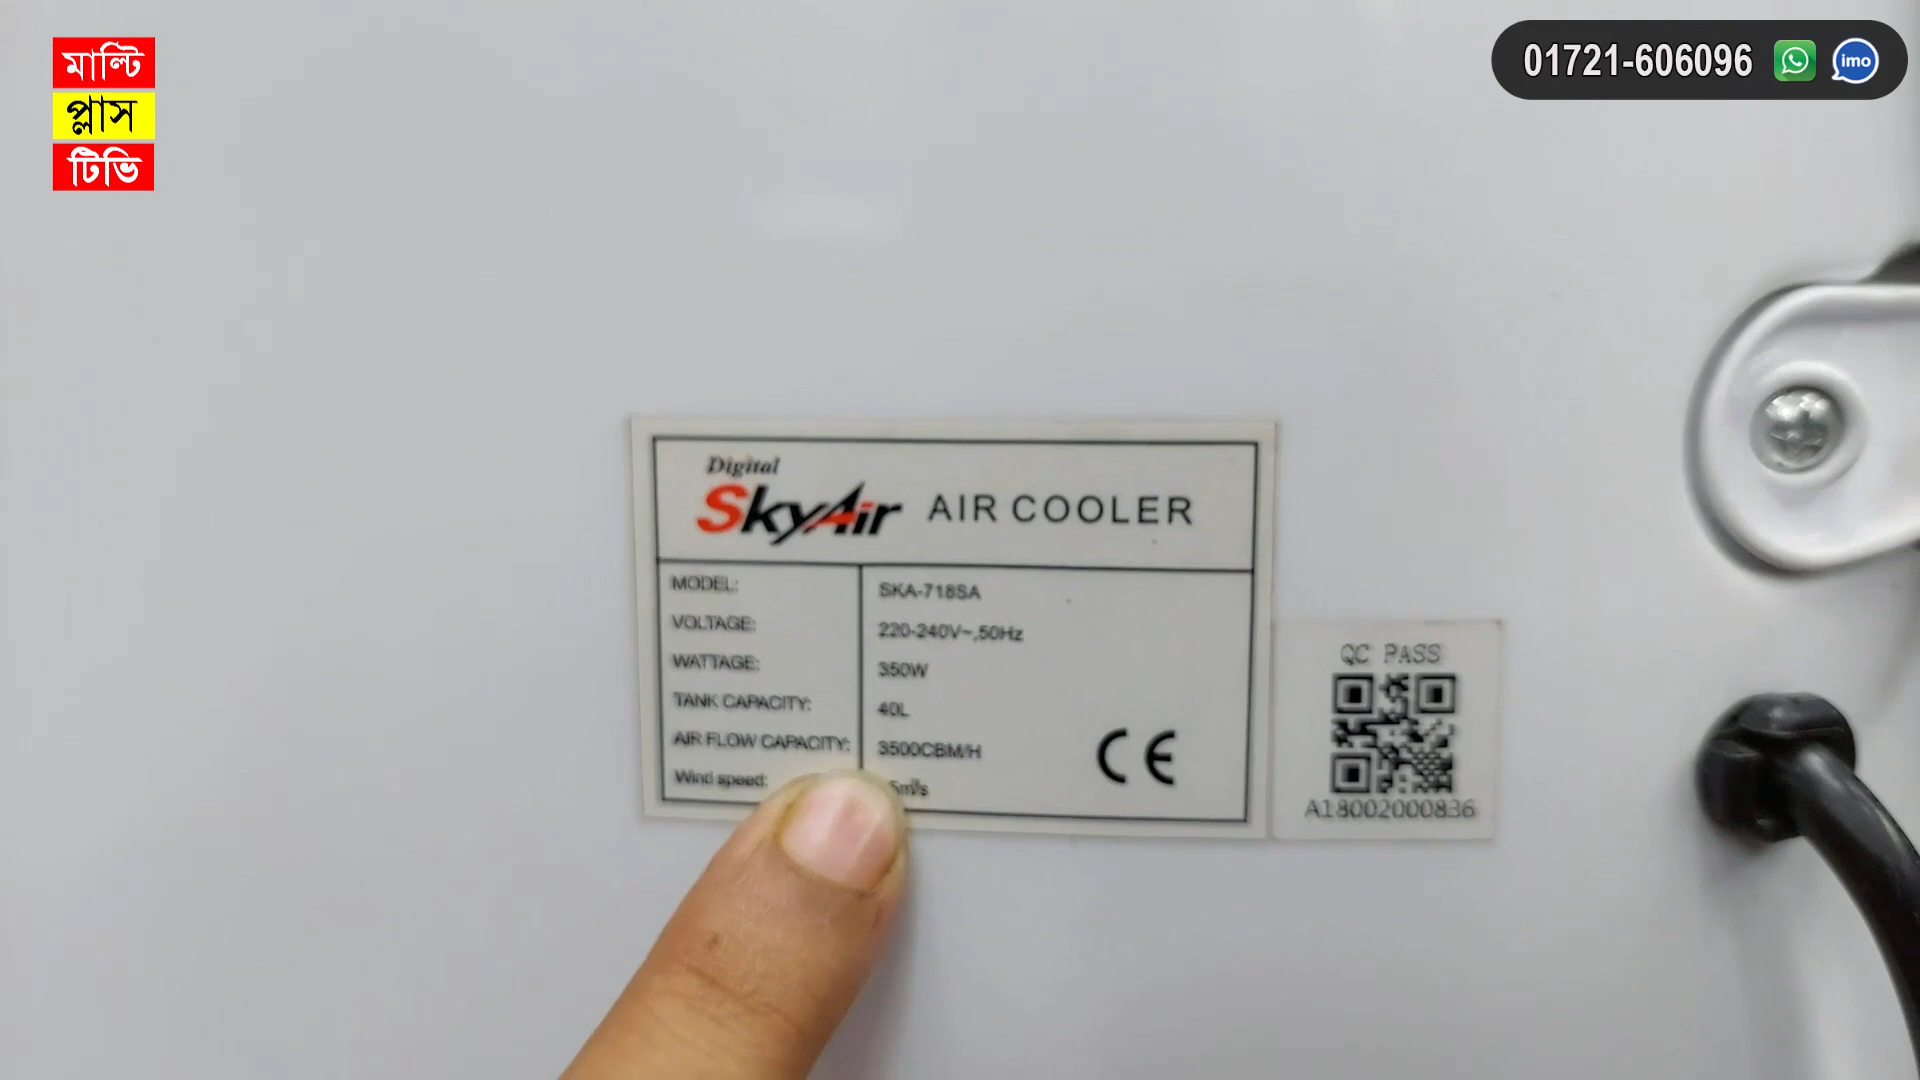 মাল্টি
প্লাস
টিভি
01721-606096
imo
Digital
SkyAir AIR COOLER
MODEL: SKA-718SA
VOLTAGE: 220-240V~,50Hz
WATTAGE: 350W
TANK CAPACITY: 40L
AIR FLOW CAPACITY: 3500CBM/H
Wind speed:
CE
QC PASS
A18002000836